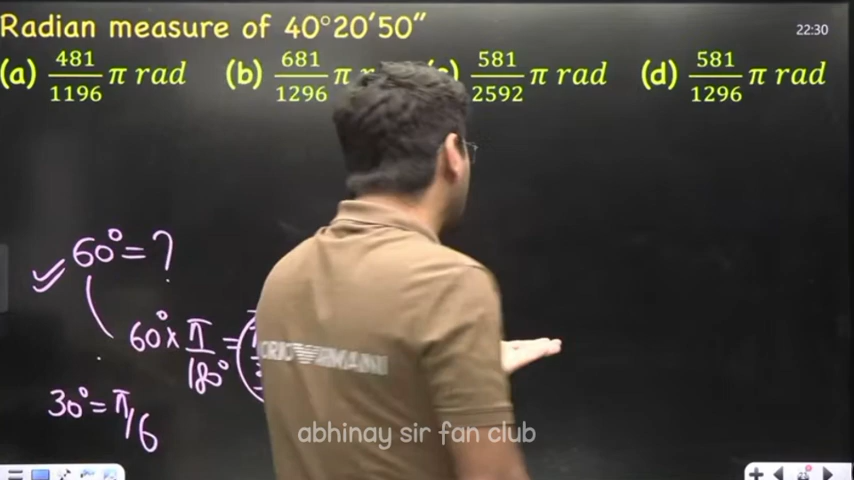 Radian measure of 40°20′50″
22:30
(a) 481/1196 π rad (b) 681/1296 π (c) 581/2592 π rad (d) 581/1296 π rad
60° = ?
60° × π/180° =
30° = π/6
abhinay sir fan club